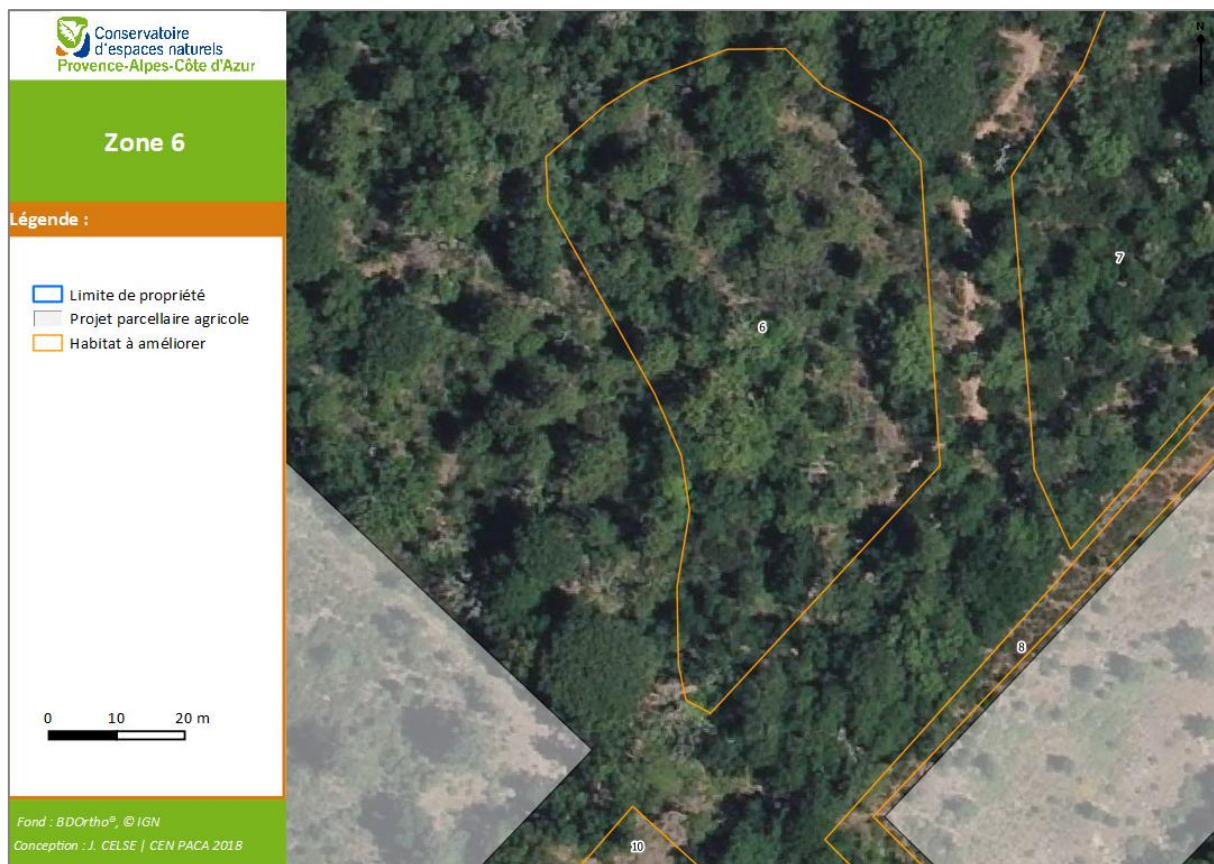 Conservatoire
d'espaces naturels
Provence-Alpes-Côte d'Azur
Zone 6
Légende :
Limite de propriété
Projet parcellaire agricole
Habitat à améliorer
0 10 20 m
Fond : BDOrtho®, © IGN
Conception : J. CELSE | CEN PACA 2018
N
7
6
8
10